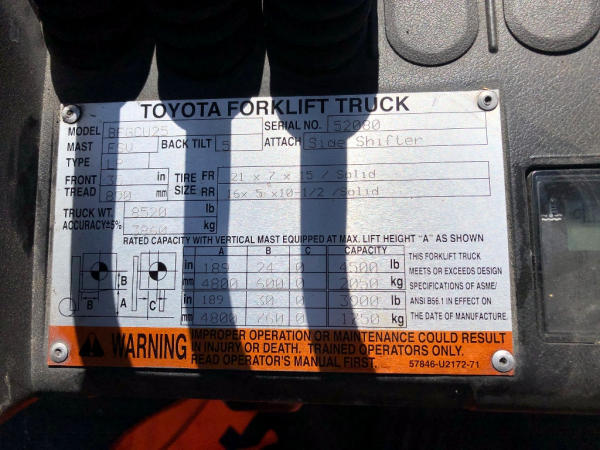 TOYOTA FORKLIFT TRUCK
MODEL 8FGCU25 SERIAL NO. 52080
MAST FSV BACK TILT 5 ATTACH Side Shifter
TYPE LP
FRONT TREAD in TIRE SIZE FR 21 x 7 x 15 / Solid
mm RR 16x 5 x10-1/2 /Solid
TRUCK WT. 8520 lb
ACCURACY±5% 3860 kg
RATED CAPACITY WITH VERTICAL MAST EQUIPPED AT MAX. LIFT HEIGHT "A" AS SHOWN
A B C CAPACITY
in 189 24 0 4500 lb
mm 4800 600 0 2050 kg
in 189 30 0 lb
mm 4800 760 0 1750 kg
B A B C
THIS FORKLIFT TRUCK
MEETS OR EXCEEDS DESIGN
SPECIFICATIONS OF ASME/
ANSI B56.1 IN EFFECT ON
THE DATE OF MANUFACTURE.
WARNING
IMPROPER OPERATION OR MAINTENANCE COULD RESULT
IN INJURY OR DEATH. TRAINED OPERATORS ONLY.
READ OPERATOR'S MANUAL FIRST.
57846-U2172-71